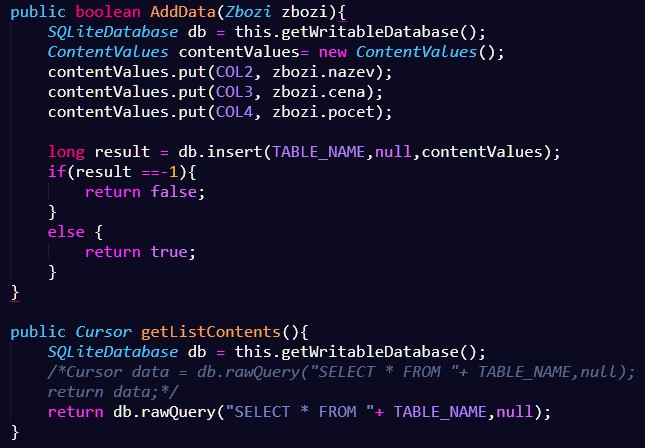 public boolean AddData(Zbozi zbozi){
    SQLiteDatabase db = this.getWritableDatabase();
    ContentValues contentValues= new ContentValues();
    contentValues.put(COL2, zbozi.nazev);
    contentValues.put(COL3, zbozi.cena);
    contentValues.put(COL4, zbozi.pocet);

    long result = db.insert(TABLE_NAME,null,contentValues);
    if(result ==-1){
        return false;
    }
    else {
        return true;
    }
}

public Cursor getListContents(){
    SQLiteDatabase db = this.getWritableDatabase();
    /*Cursor data = db.rawQuery("SELECT * FROM "+ TABLE_NAME,null);
    return data;*/
    return db.rawQuery("SELECT * FROM "+ TABLE_NAME,null);
}